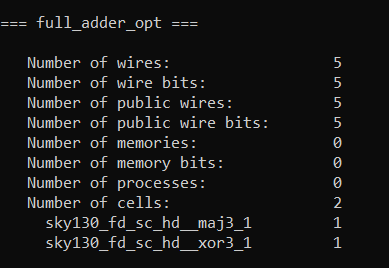 === full_adder_opt ===
Number of wires: 5
Number of wire bits: 5
Number of public wires: 5
Number of public wire bits: 5
Number of memories: 0
Number of memory bits: 0
Number of processes: 0
Number of cells: 2
sky130_fd_sc_hd__maj3_1 1
sky130_fd_sc_hd__xor3_1 1